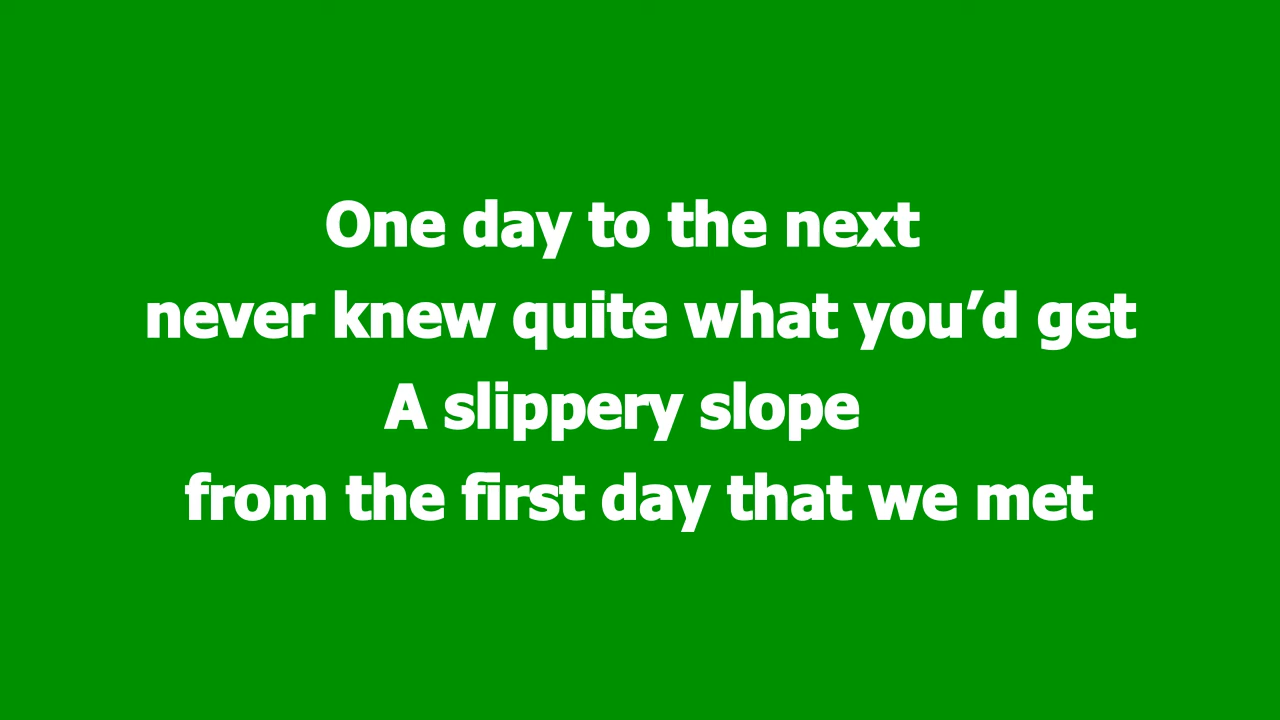 One day to the next
never knew quite what you’d get
A slippery slope
from the first day that we met